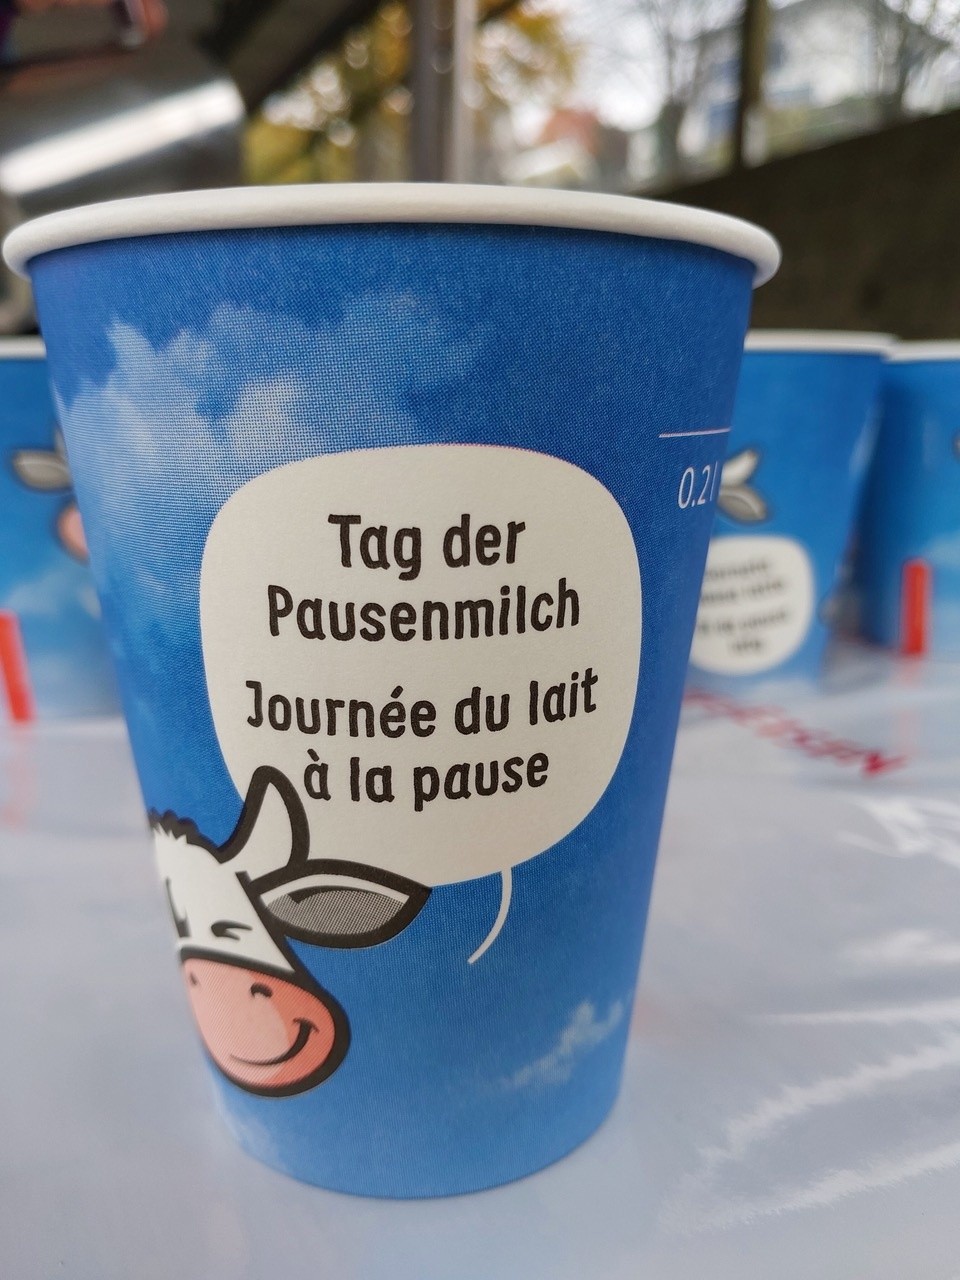 Tag der
Pausenmilch
Journée du lait
à la pause
0.2 l